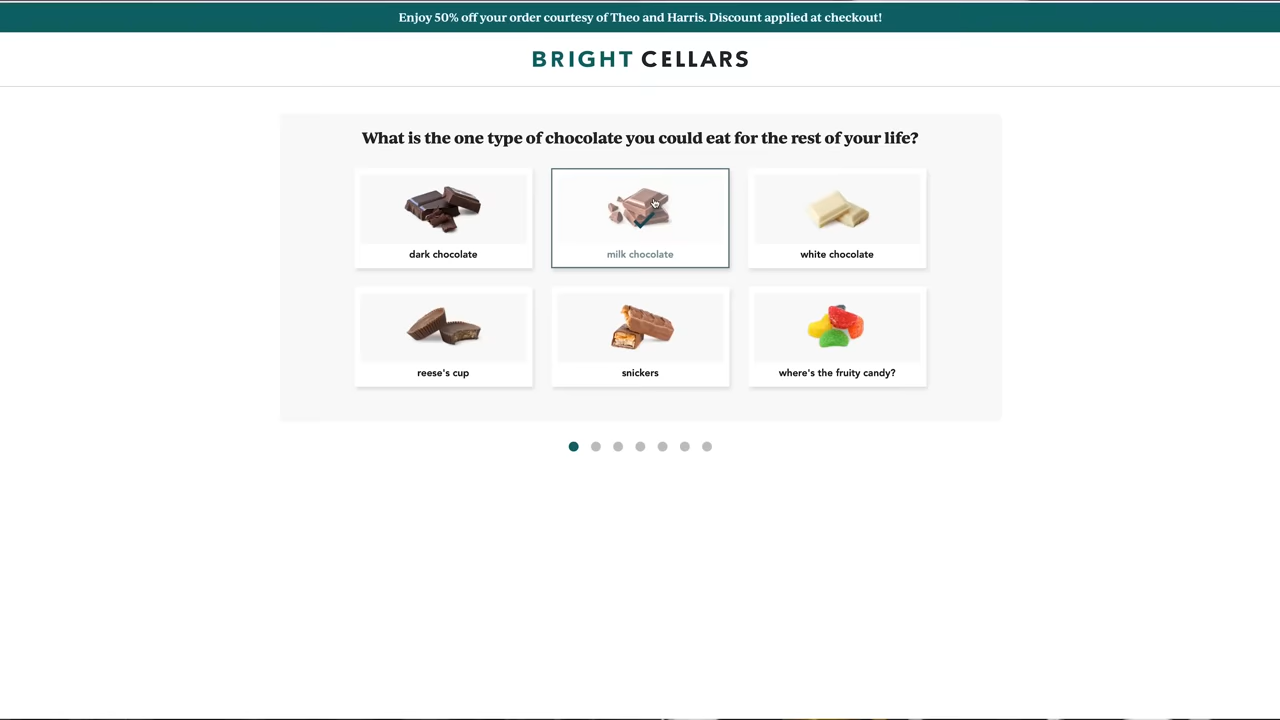 Enjoy 50% off your order courtesy of Theo and Harris. Discount applied at checkout!
BRIGHT CELLARS
What is the one type of chocolate you could eat for the rest of your life?
dark chocolate
milk chocolate
white chocolate
reese's cup
snickers
where's the fruity candy?